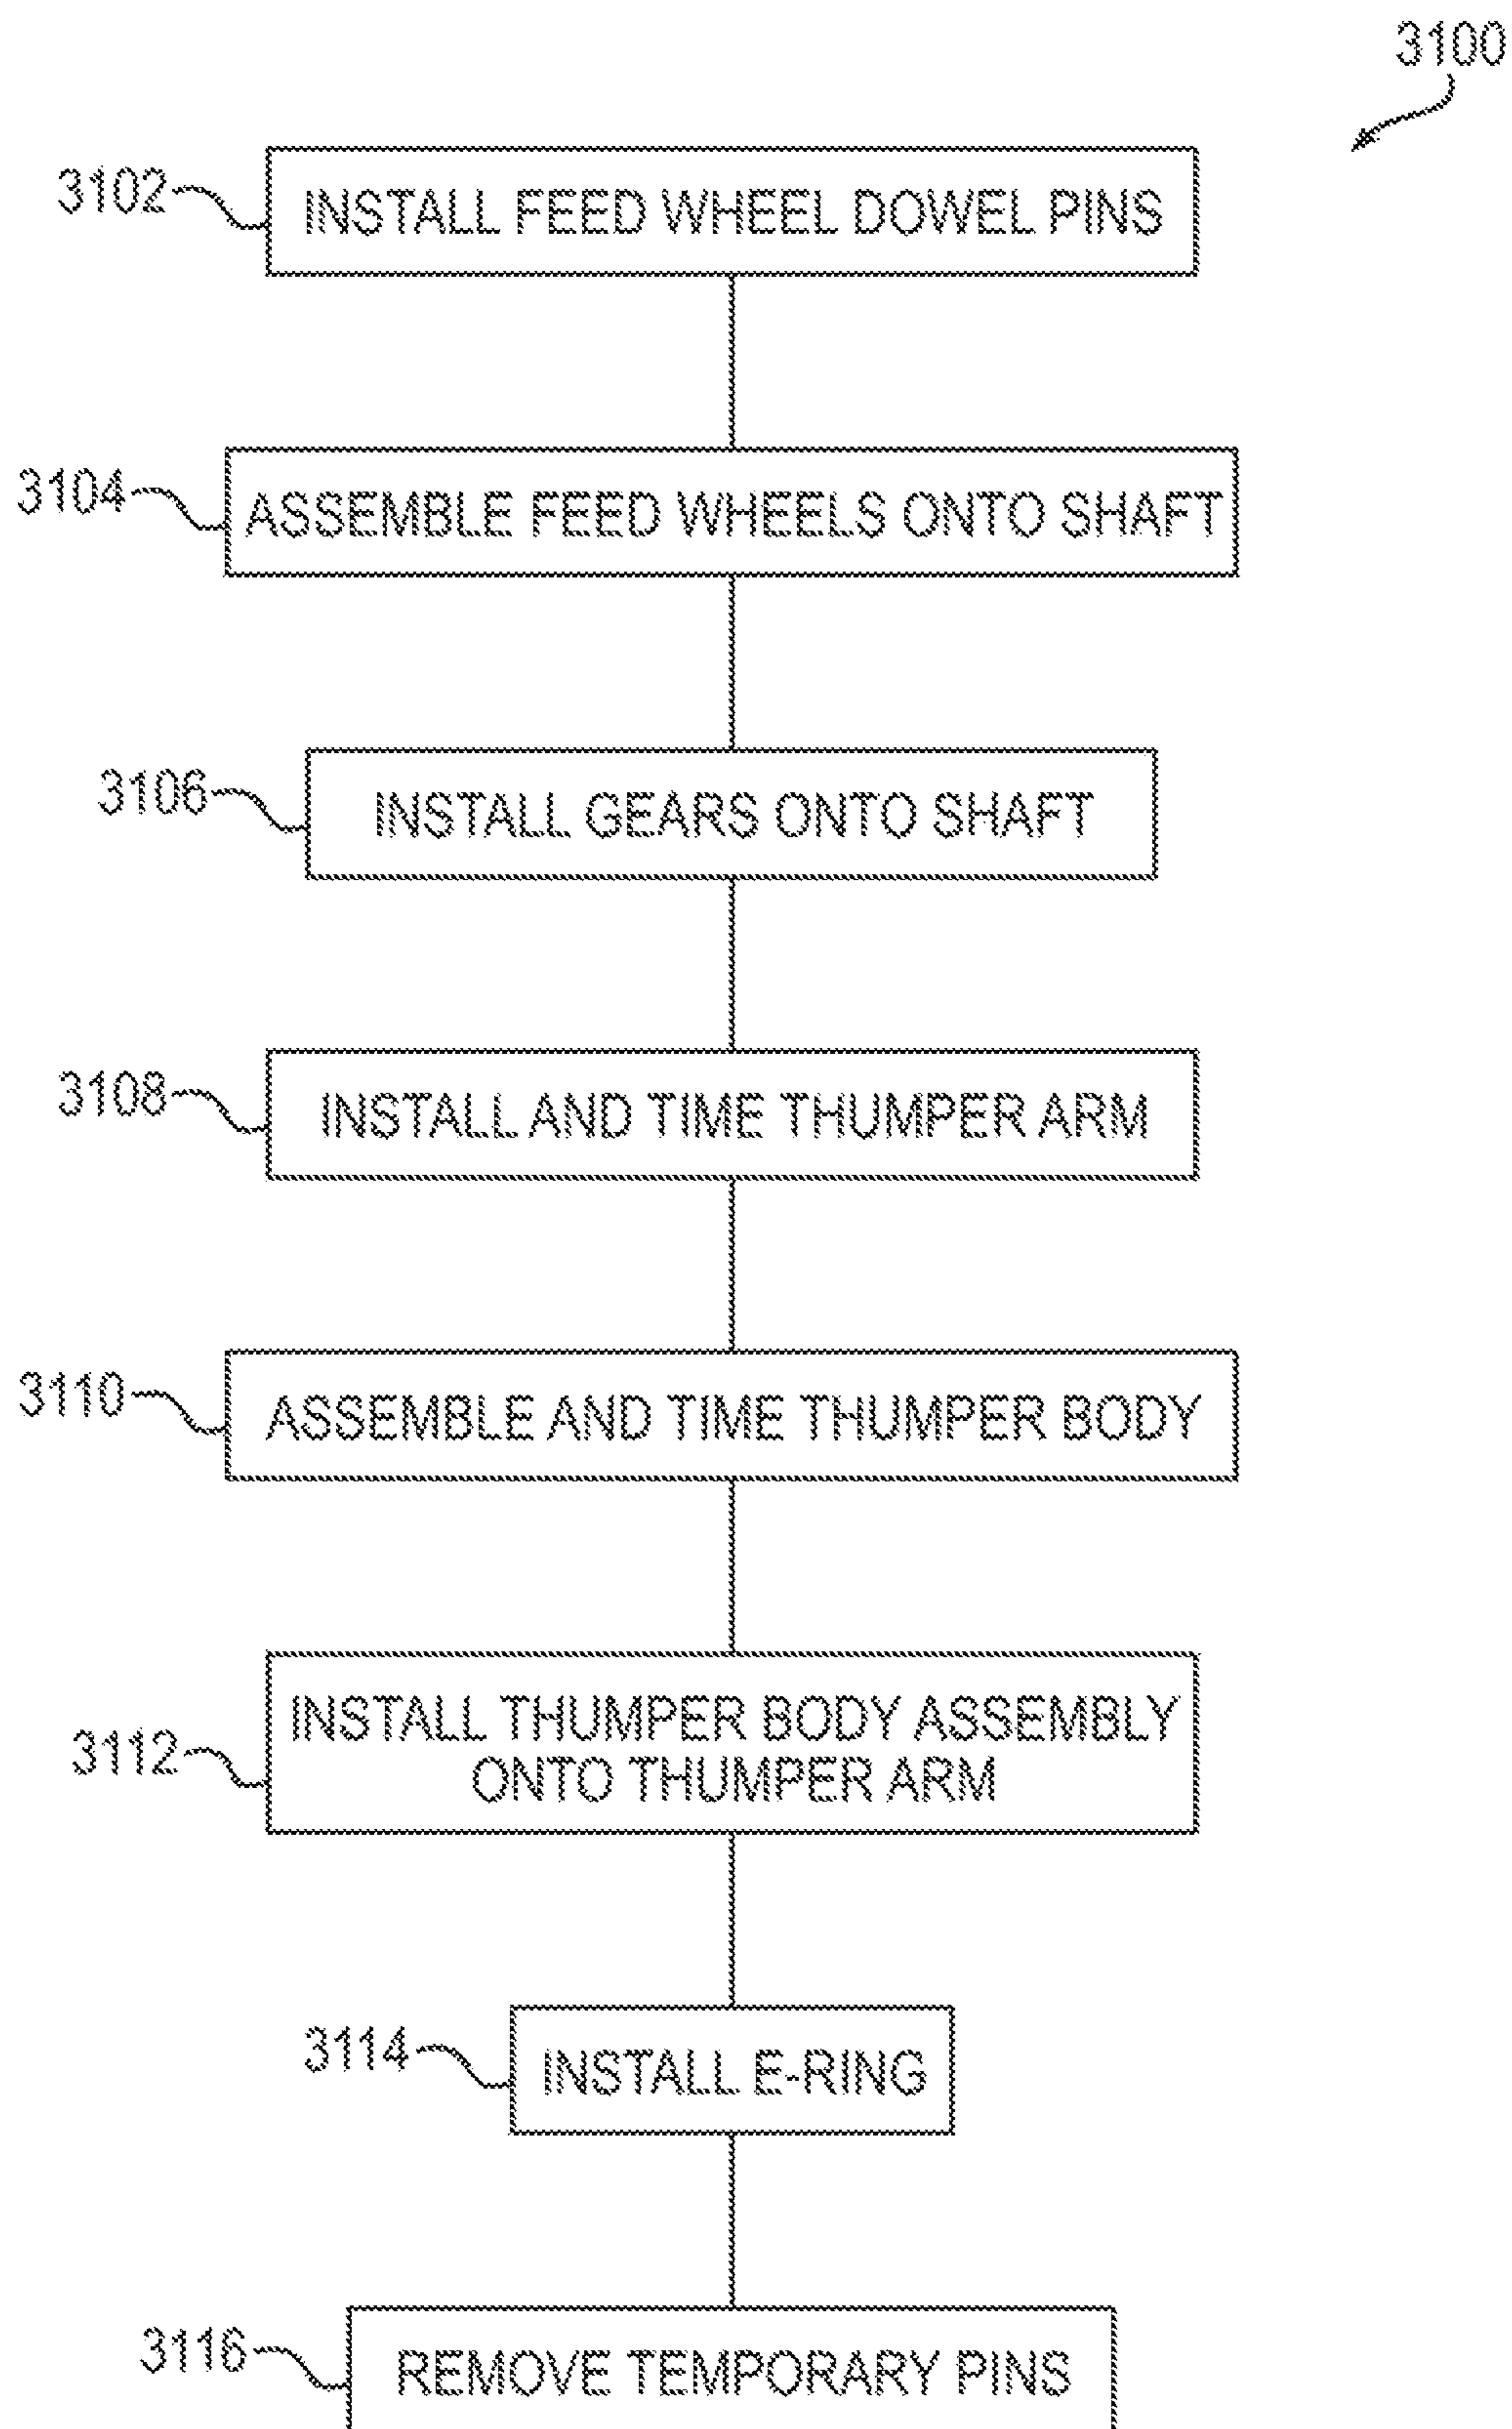 3100
3102
INSTALL FEED WHEEL DOWEL PINS
3104
ASSEMBLE FEED WHEELS ONTO SHAFT
3106
INSTALL GEARS ONTO SHAFT
3108
INSTALL AND TIME THUMPER ARM
3110
ASSEMBLE AND TIME THUMPER BODY
3112
INSTALL THUMPER BODY ASSEMBLY
ONTO THUMPER ARM
3114
INSTALL E-RING
3116
REMOVE TEMPORARY PINS